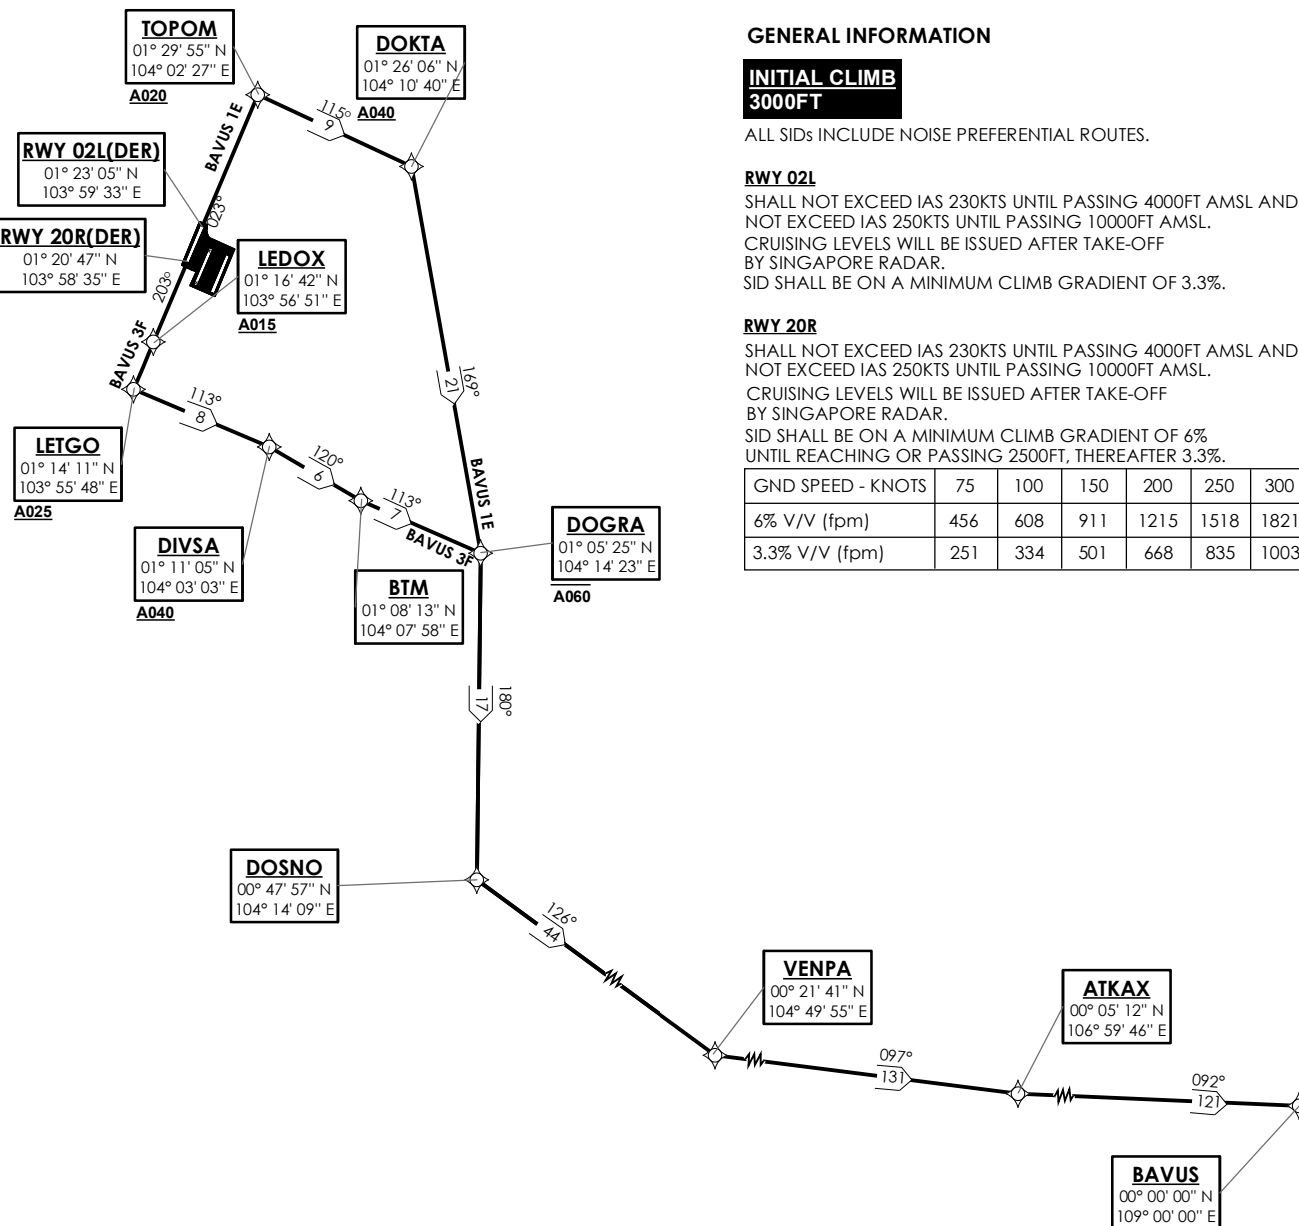 TOPOM
01° 29' 55" N
104° 02' 27" E
A020
DOKTA
01° 26' 06" N
104° 10' 40" E
A040
115°
9
BAVUS 1E
RWY 02L(DER)
01° 23' 05" N
103° 59' 33" E
023°
RWY 20R(DER)
01° 20' 47" N
103° 58' 35" E
LEDOX
01° 16' 42" N
103° 56' 51" E
A015
203°
BAVUS 3F
LETGO
01° 14' 11" N
103° 55' 48" E
A025
113°
8
120°
6
113°
7
BAVUS 3F
169°
21
BAVUS 1E
DIVSA
01° 11' 05" N
104° 03' 03" E
A040
BTM
01° 08' 13" N
104° 07' 58" E
DOGRA
01° 05' 25" N
104° 14' 23" E
A060
180°
17
DOSNO
00° 47' 57" N
104° 14' 09" E
126°
44
VENPA
00° 21' 41" N
104° 49' 55" E
097°
131
ATKAX
00° 05' 12" N
106° 59' 46" E
092°
121
BAVUS
00° 00' 00" N
109° 00' 00" E
GENERAL INFORMATION
INITIAL CLIMB
3000FT
ALL SIDs INCLUDE NOISE PREFERENTIAL ROUTES.
RWY 02L
SHALL NOT EXCEED IAS 230KTS UNTIL PASSING 4000FT AMSL AND
NOT EXCEED IAS 250KTS UNTIL PASSING 10000FT AMSL.
CRUISING LEVELS WILL BE ISSUED AFTER TAKE-OFF
BY SINGAPORE RADAR.
SID SHALL BE ON A MINIMUM CLIMB GRADIENT OF 3.3%.
RWY 20R
SHALL NOT EXCEED IAS 230KTS UNTIL PASSING 4000FT AMSL AND
NOT EXCEED IAS 250KTS UNTIL PASSING 10000FT AMSL.
CRUISING LEVELS WILL BE ISSUED AFTER TAKE-OFF
BY SINGAPORE RADAR.
SID SHALL BE ON A MINIMUM CLIMB GRADIENT OF 6%
UNTIL REACHING OR PASSING 2500FT, THEREAFTER 3.3%.
GND SPEED - KNOTS 75 100 150 200 250 300
6% V/V (fpm) 456 608 911 1215 1518 1821
3.3% V/V (fpm) 251 334 501 668 835 1003